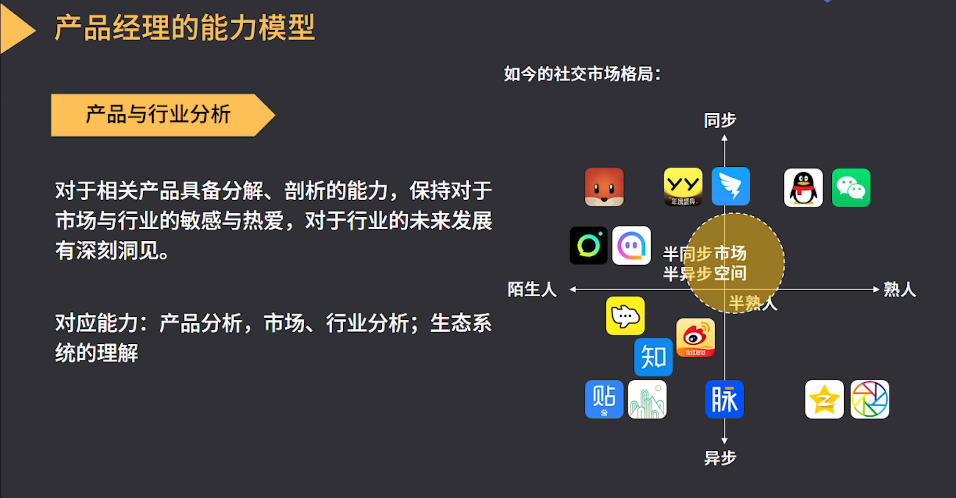 产品经理的能力模型
如今的社交市场格局：
产品与行业分析
同步
对于相关产品具备分解、剖析的能力，保持对于
市场与行业的敏感与热爱，对于行业的未来发展
有深刻洞见。
YY
半同步市场
半异步空间
陌生人
熟人
半熟人
对应能力：产品分析，市场、行业分析；生态系
统的理解
知
贴
脉
异步